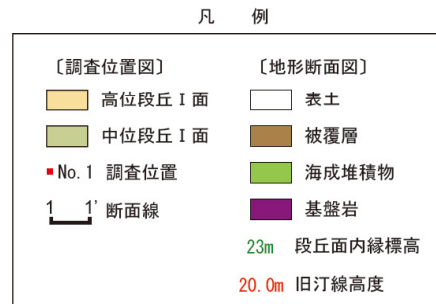 凡 例
〔調査位置図〕
高位段丘Ⅰ面
中位段丘Ⅰ面
No.1 調査位置
1 1' 断面線
〔地形断面図〕
表土
被覆層
海成堆積物
基盤岩
23m 段丘面内縁標高
20.0m 旧汀線高度